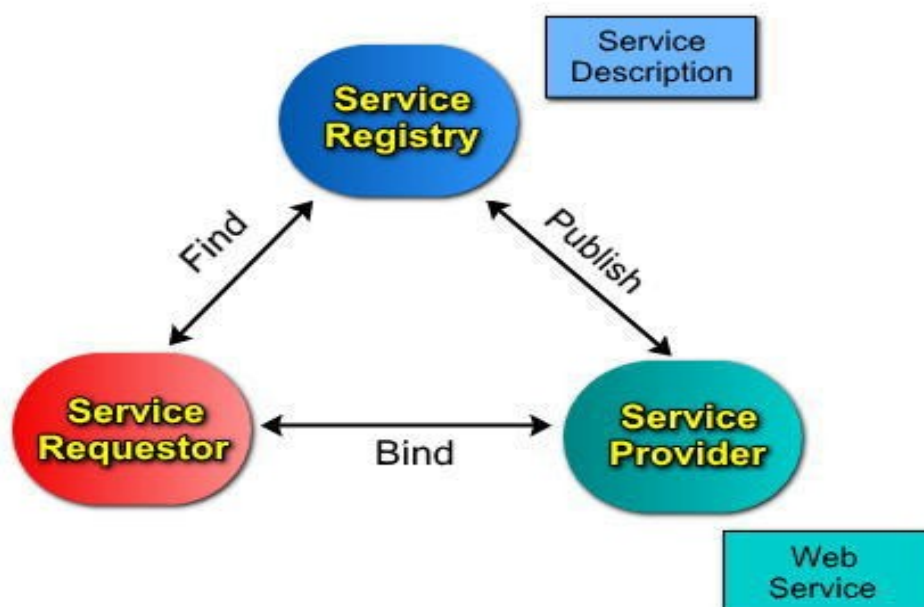 Service
Description
Service
Registry
Find
Publish
Service
Requestor
Bind
Service
Provider
Web
Service